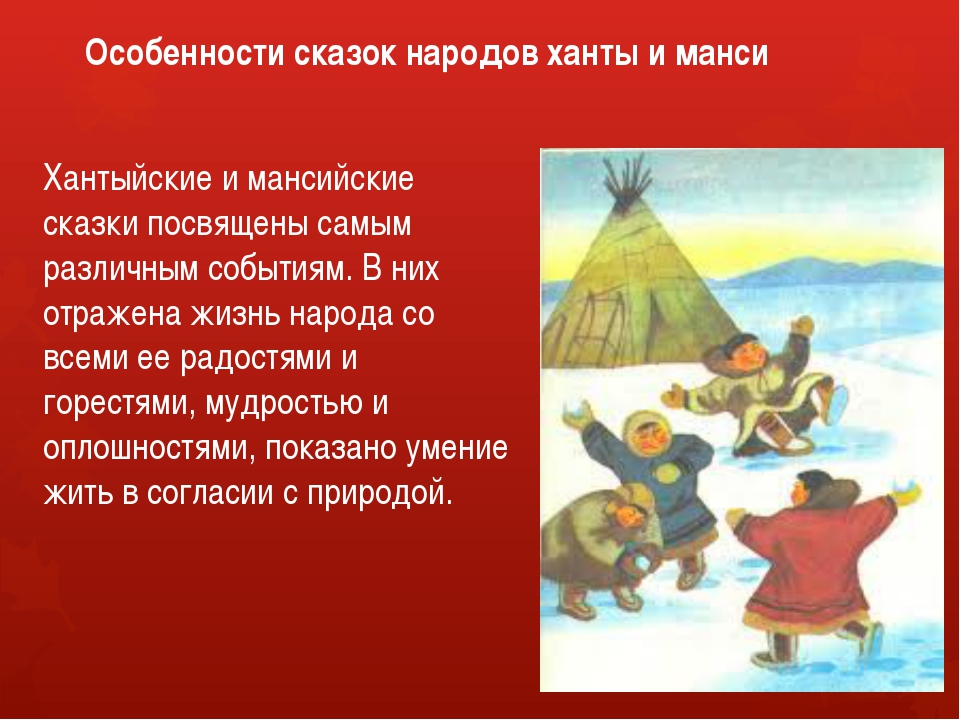 Особенности сказок народов ханты и манси
Хантыйские и мансийские
сказки посвящены самым
различным событиям. В них
отражена жизнь народа со
всеми ее радостями и
горестями, мудростью и
оплошностями, показано умение
жить в согласии с природой.